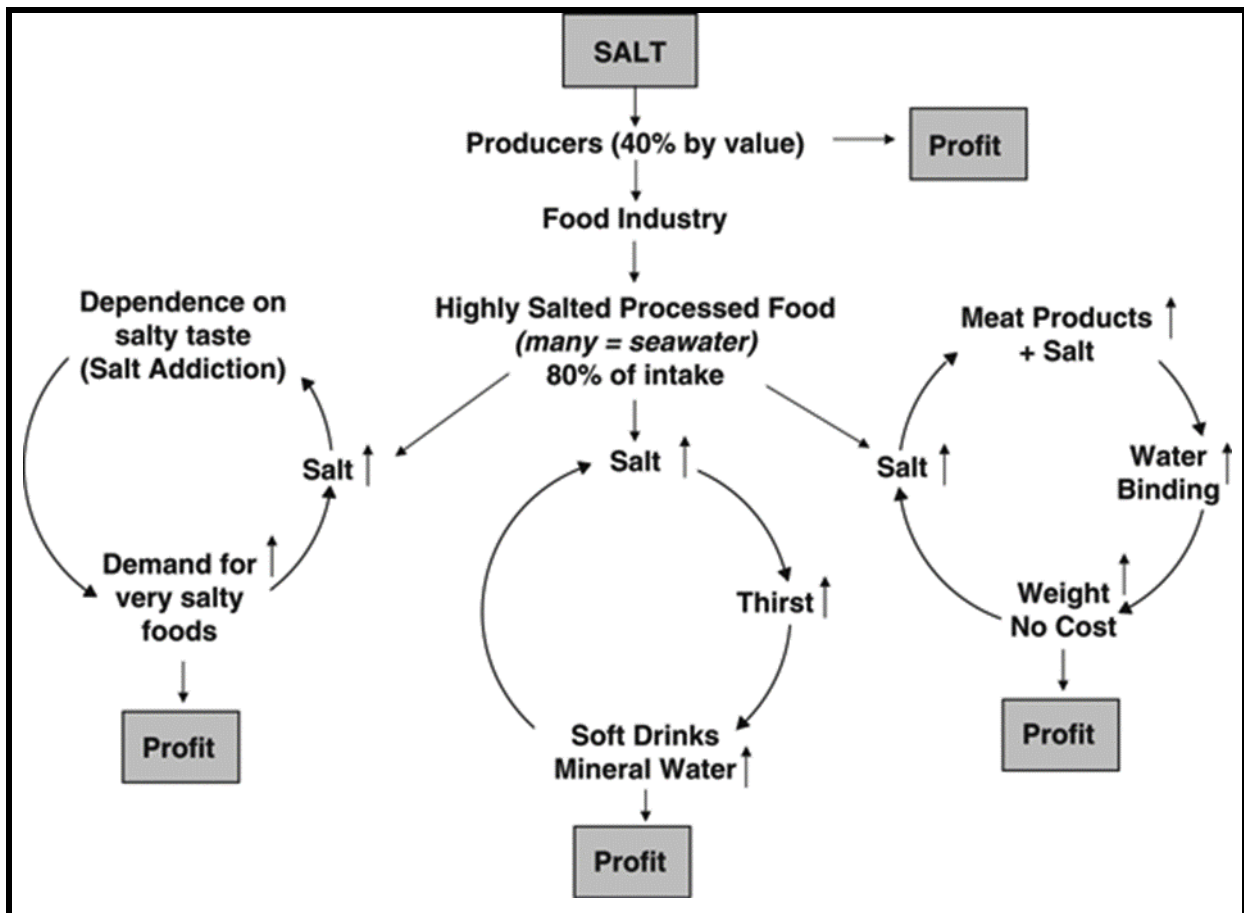 SALT
Producers (40% by value)
Profit
Food Industry
Highly Salted Processed Food
(many = seawater)
80% of intake
Dependence on
salty taste
(Salt Addiction)
Salt
Demand for
very salty
foods
Profit
Salt
Thirst
Soft Drinks
Mineral Water
Profit
Meat Products
+ Salt
Water
Binding
Salt
Weight
No Cost
Profit